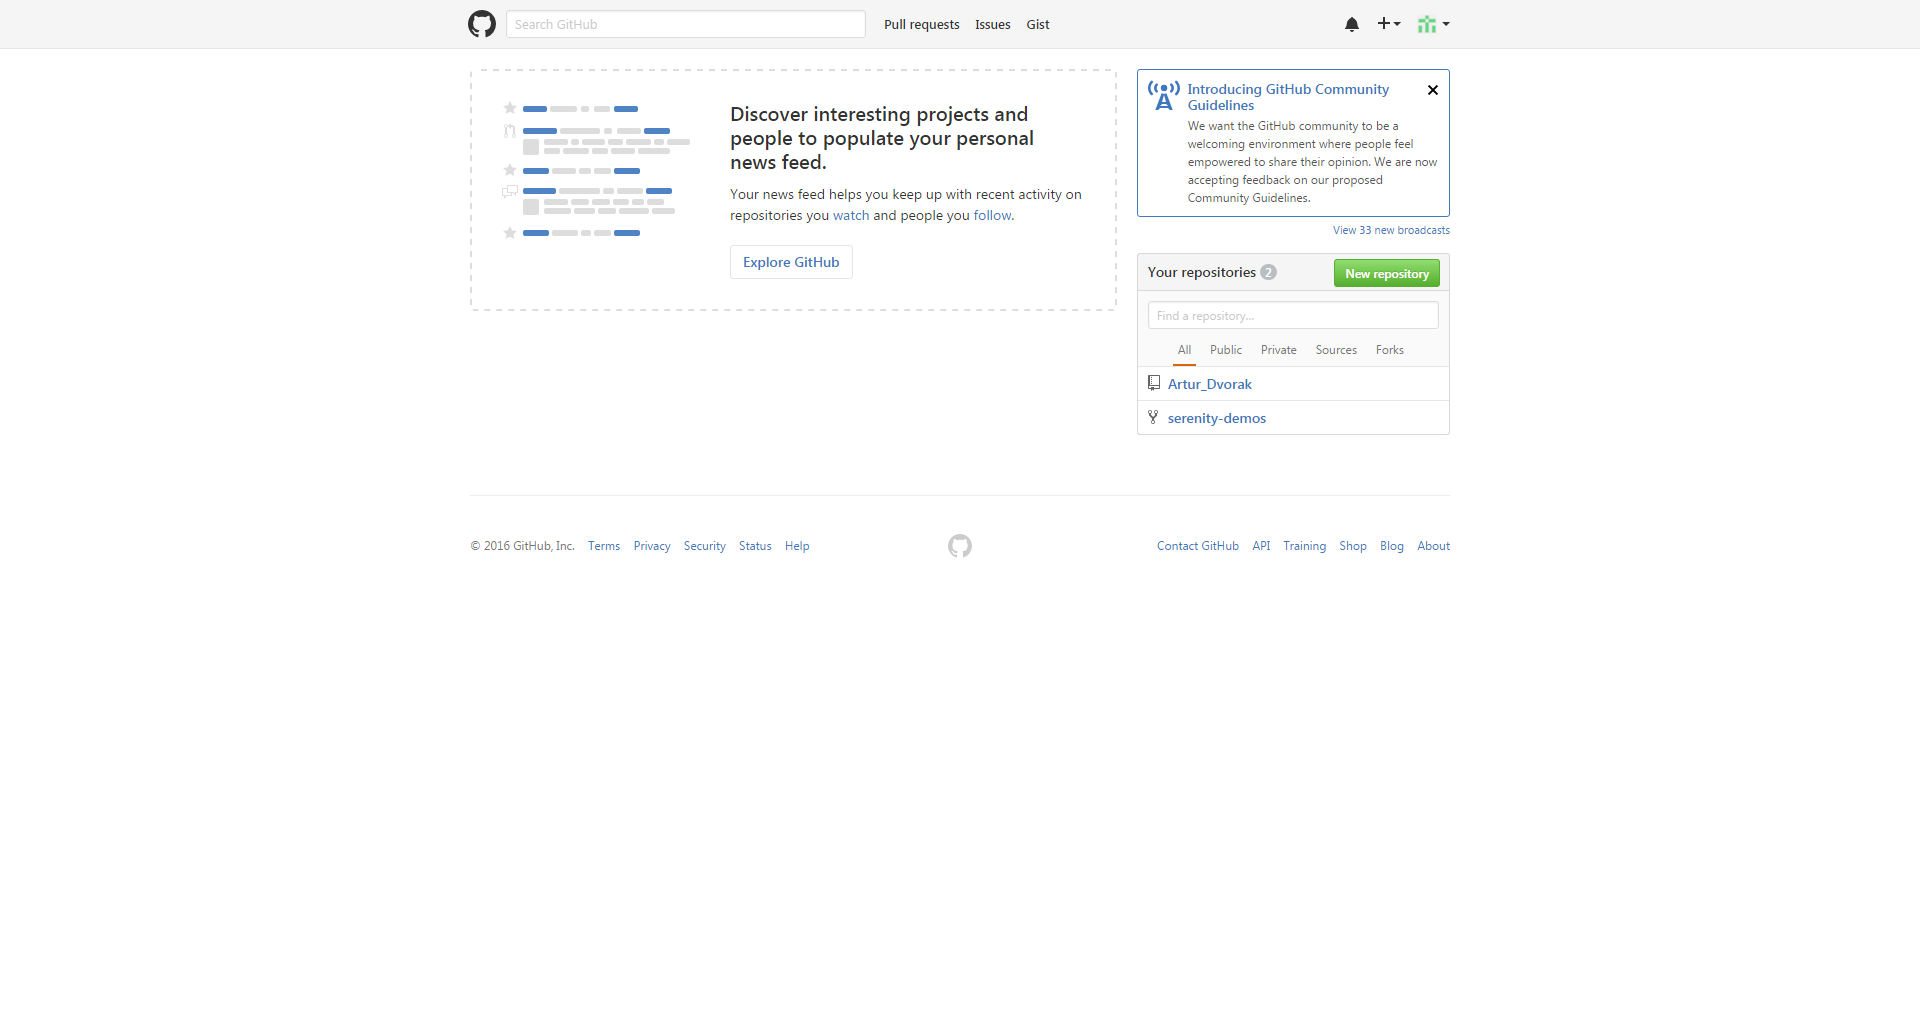 Search GitHub
Pull requests
Issues
Gist
Discover interesting projects and
people to populate your personal
news feed.
Your news feed helps you keep up with recent activity on
repositories you watch and people you follow.
Explore GitHub
Introducing GitHub Community
Guidelines
We want the GitHub community to be a
welcoming environment where people feel
empowered to share their opinion. We are now
accepting feedback on our proposed
Community Guidelines.
View 33 new broadcasts
Your repositories 2
New repository
Find a repository...
All Public Private Sources Forks
Artur_Dvorak
serenity-demos
© 2016 GitHub, Inc. Terms Privacy Security Status Help
Contact GitHub API Training Shop Blog About